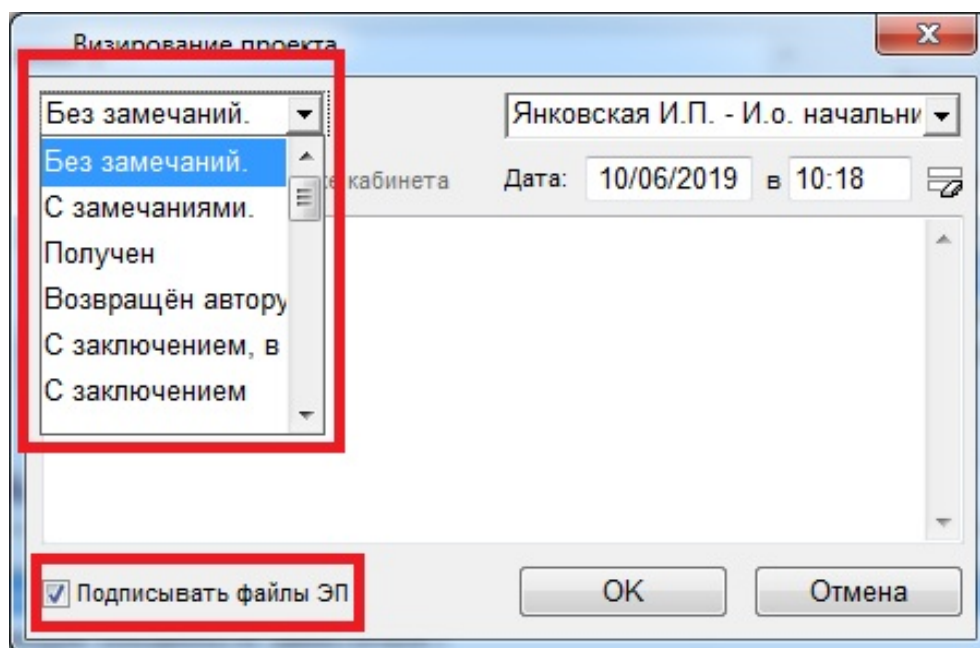 Визирование проекта
Без замечаний.
Янковская И.П. - И.о. начальни
Без замечаний.
кабинета
Дата: 10/06/2019 в 10:18
С замечаниями.
Получен
Возвращён автору
С заключением, в
С заключением
Подписывать файлы ЭП
OK
Отмена